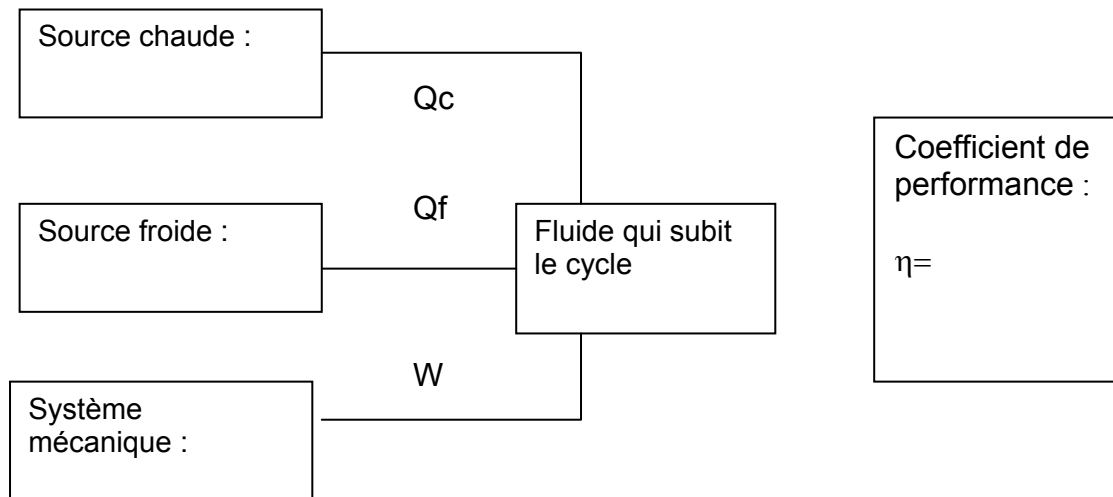 Source chaude :
Qc
Coefficient de
performance :
η=
Qf
Source froide :
Fluide qui subit
le cycle
W
Système
mécanique :